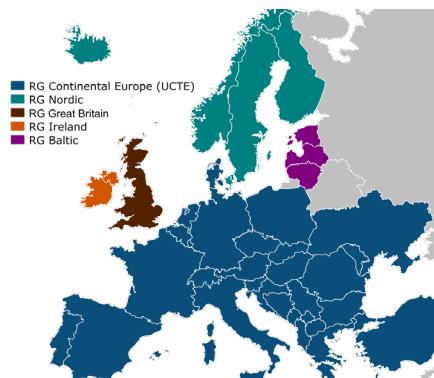 RG Continental Europe (UCTE)
RG Nordic
RG Great Britain
RG Ireland
RG Baltic